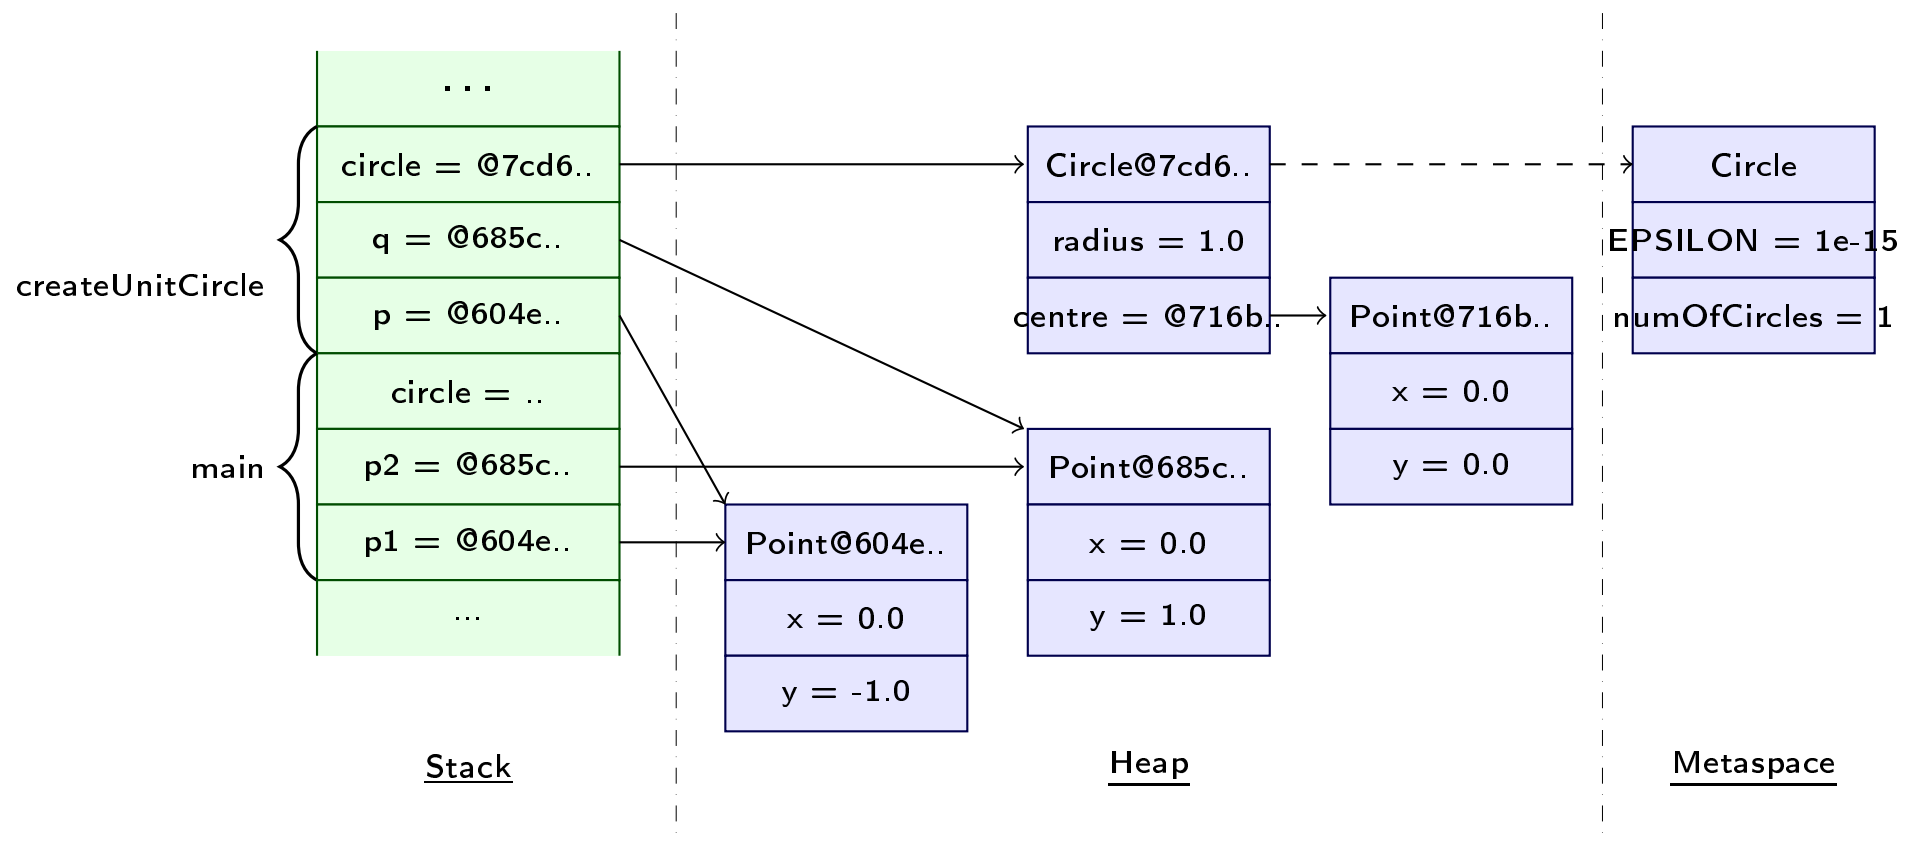 ...
circle = @7cd6..
q = @685c..
p = @604e..
circle = ..
p2 = @685c..
p1 = @604e..
...
createUnitCircle
main
Circle@7cd6..
radius = 1.0
centre = @716b..
Point@716b..
x = 0.0
y = 0.0
Point@685c..
x = 0.0
y = 1.0
Point@604e..
x = 0.0
y = -1.0
Circle
EPSILON = 1e-15
numOfCircles = 1
Stack
Heap
Metaspace